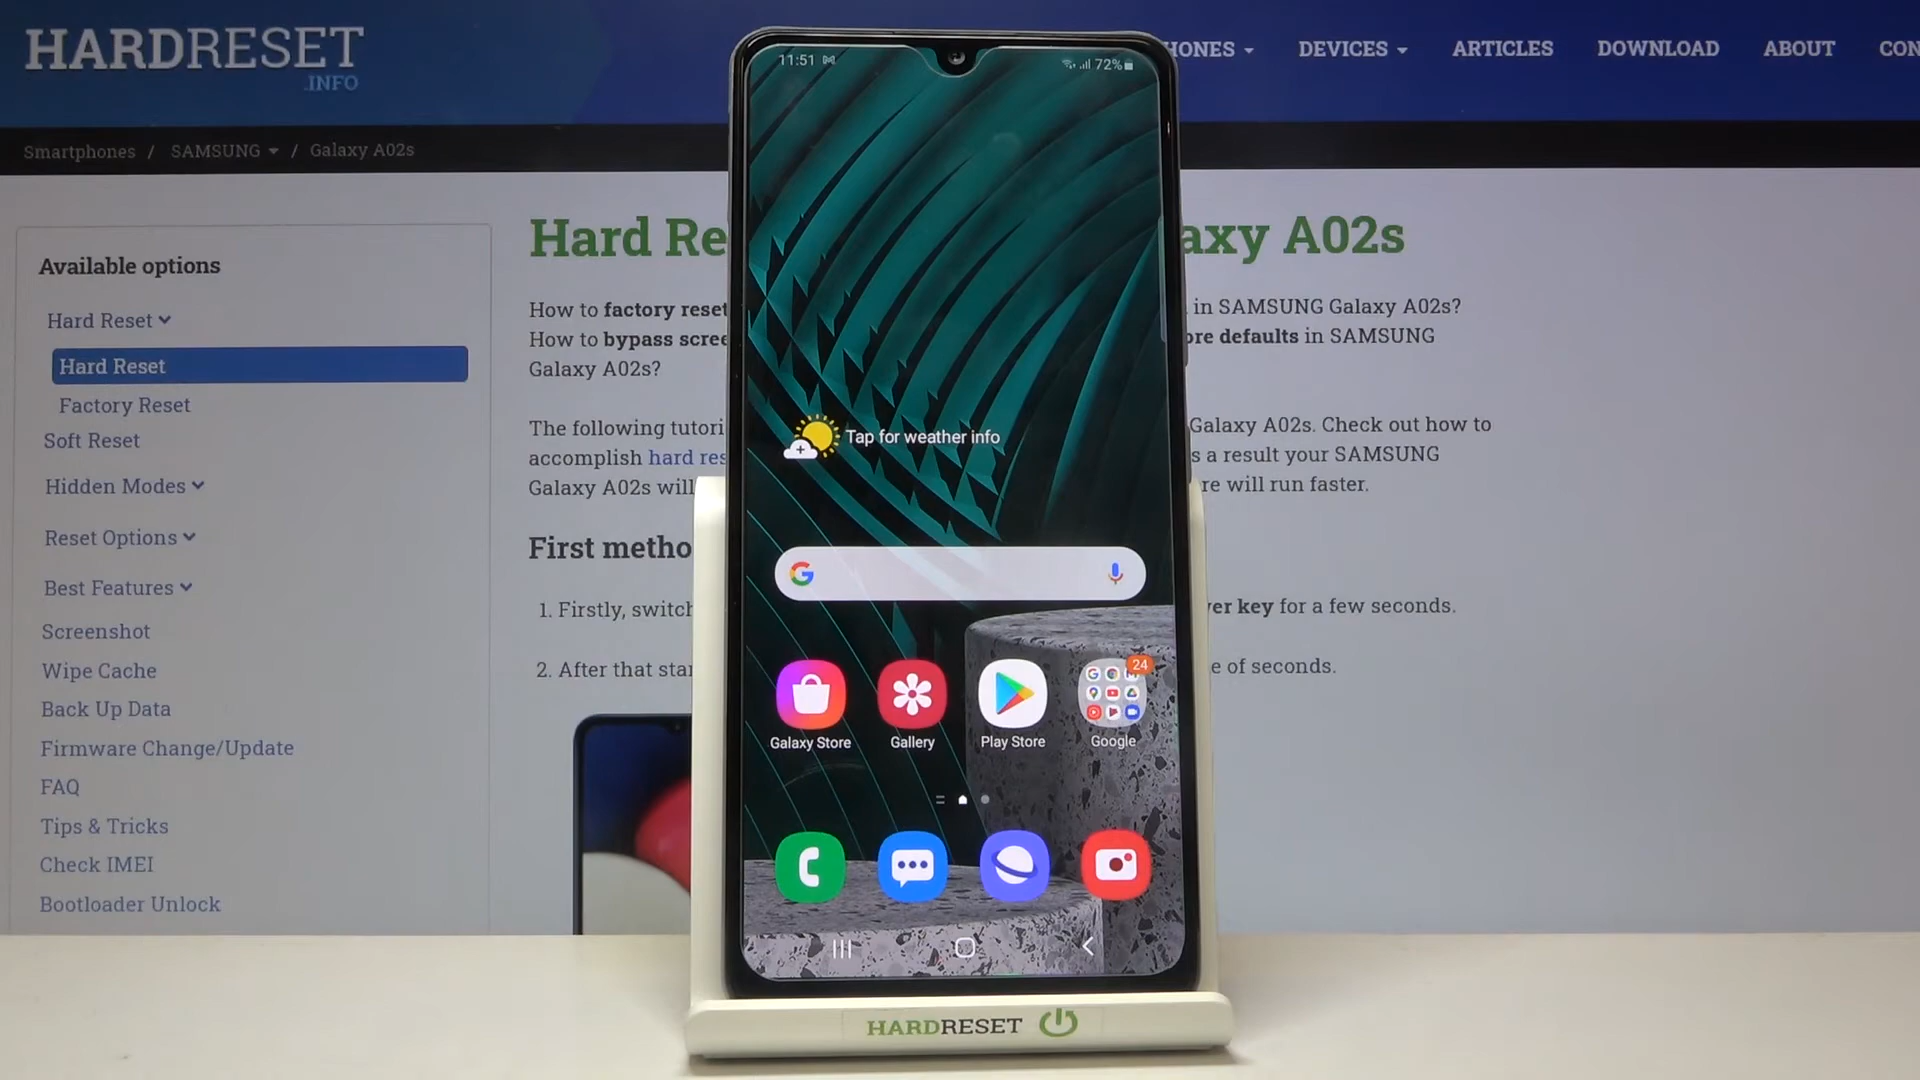 HARDRESET
.INFO
HONES DEVICES ARTICLES DOWNLOAD ABOUT CON
Smartphones / SAMSUNG / Galaxy A02s
Available options
Hard Reset
Hard Reset
Factory Reset
Soft Reset
Hidden Modes
Reset Options
Best Features
Screenshot
Wipe Cache
Back Up Data
Firmware Change/Update
FAQ
Tips & Tricks
Check IMEI
Bootloader Unlock
Hard Re axy A02s
How to factory reset in SAMSUNG Galaxy A02s?
How to bypass scree ore defaults in SAMSUNG
Galaxy A02s?
The following tutori Galaxy A02s. Check out how to
accomplish hard res s a result your SAMSUNG
Galaxy A02s will re will run faster.
First metho
1. Firstly, switch er key for a few seconds.
2. After that star e of seconds.
11:51 72%
Tap for weather info
24
Galaxy Store Gallery Play Store Google
HARDRESET